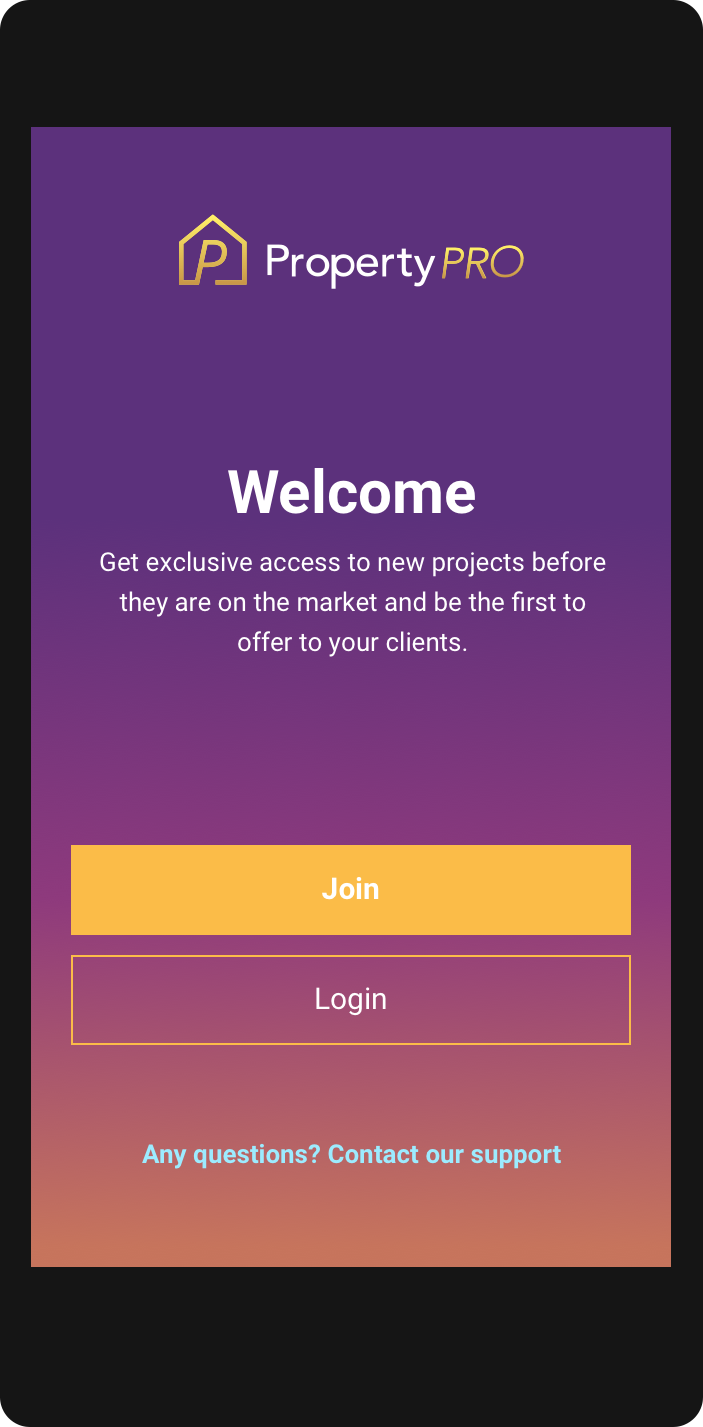 P PropertyPRO
Welcome
Get exclusive access to new projects before
they are on the market and be the first to
offer to your clients.
Join
Login
Any questions? Contact our support